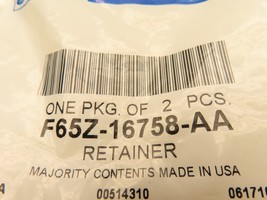 ONE PKG. OF 2 PCS.
F65Z-16758-AA
RETAINER
MAJORITY CONTENTS MADE IN USA
00514310